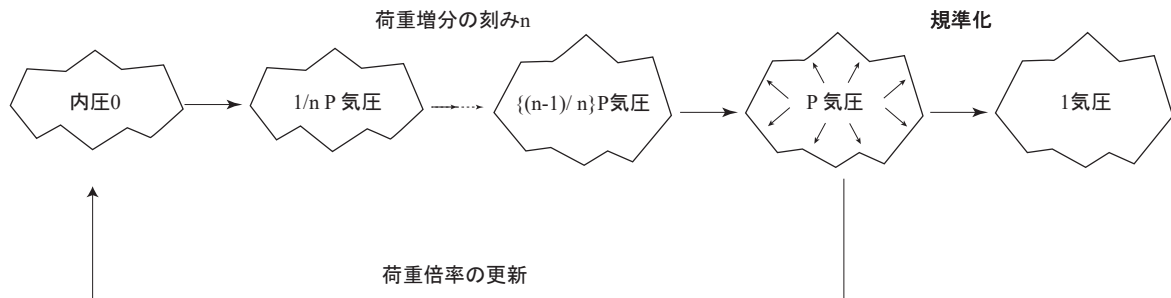 荷重増分の刻みn
規準化
内圧0
1/n P 気圧
{(n-1)/ n}P気圧
P 気圧
1気圧
荷重倍率の更新